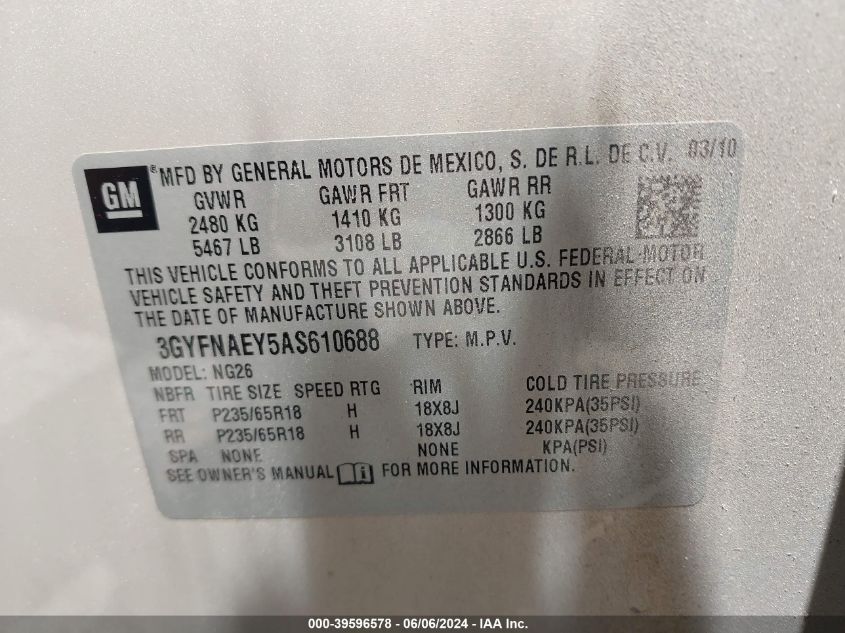 GM ® MFD BY GENERAL MOTORS DE MEXICO, S. DE R.L. DE C.V. 03/10
GVWR GAWR FRT GAWR RR
2480 KG 1410 KG 1300 KG
5467 LB 3108 LB 2866 LB
THIS VEHICLE CONFORMS TO ALL APPLICABLE U.S. FEDERAL MOTOR
VEHICLE SAFETY AND THEFT PREVENTION STANDARDS IN EFFECT ON
THE DATE OF MANUFACTURE SHOWN ABOVE.
3GYFNAEY5AS610688 TYPE: M.P.V.
MODEL: NG26
NBFR TIRE SIZE SPEED RTG RIM COLD TIRE PRESSURE
FRT P235/65R18 H 18X8J 240KPA(35PSI)
RR P235/65R18 H 18X8J 240KPA(35PSI)
SPA NONE NONE KPA(PSI)
SEE OWNER'S MANUAL FOR MORE INFORMATION.
000-39596578 - 06/06/2024 - IAA Inc.